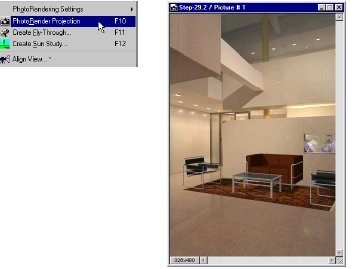 PhotoRendering Settings
PhotoRender Projection F10
Create Fly-Through... F11
Create Sun Study... F12
Align View...
Step-29.2 / Picture # 1
320x480